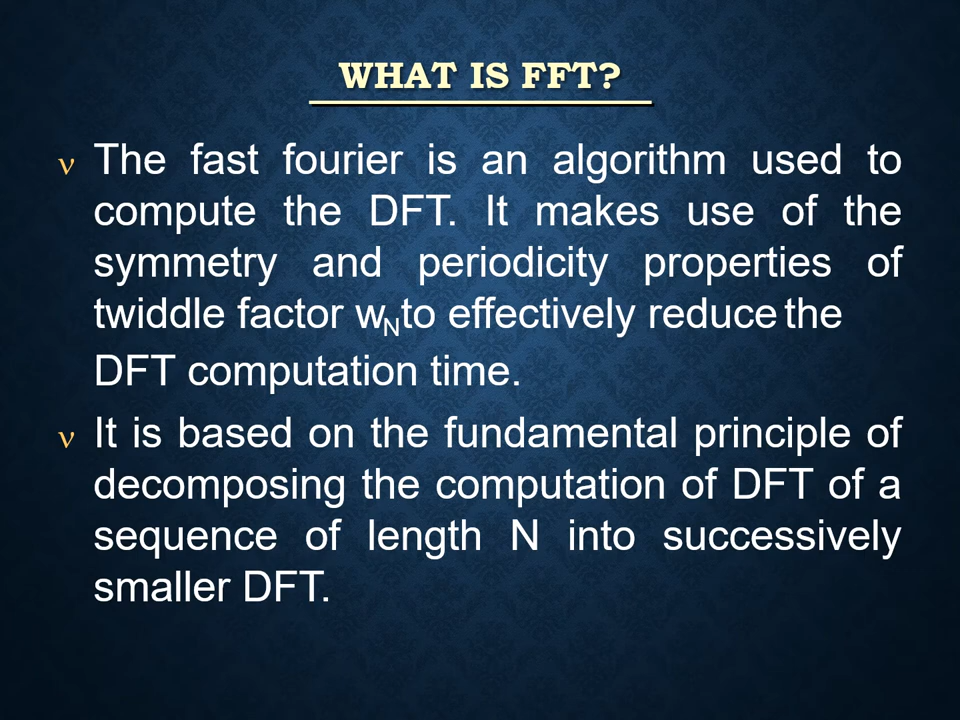 WHAT IS FFT?
ν The fast fourier is an algorithm used to
compute the DFT. It makes use of the
symmetry and periodicity properties of
twiddle factor wN to effectively reduce the
DFT computation time.
ν It is based on the fundamental principle of
decomposing the computation of DFT of a
sequence of length N into successively
smaller DFT.